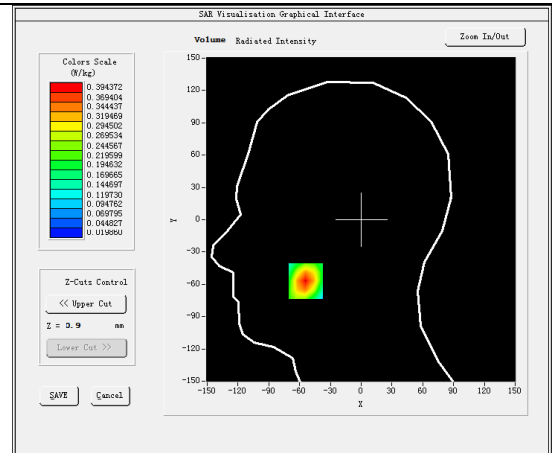 SAR Visualisation Graphical Interface
Volume Radiated Intensity
Zoom In/Out
Colors Scale
(W/kg)
0.394372
0.369404
0.344437
0.319469
0.294502
0.269534
0.244567
0.219599
0.194632
0.169665
0.144697
0.119730
0.094762
0.069795
0.044827
0.019860
Z-Cuts Control
<< Upper Cut
Z = 0.9 mm
Lower Cut >>
SAVE Cancel
150
120
90
60
30
0
-30
-60
-90
-120
-150
Y
-150 -120 -90 -60 -30 0 30 60 90 120 150
X